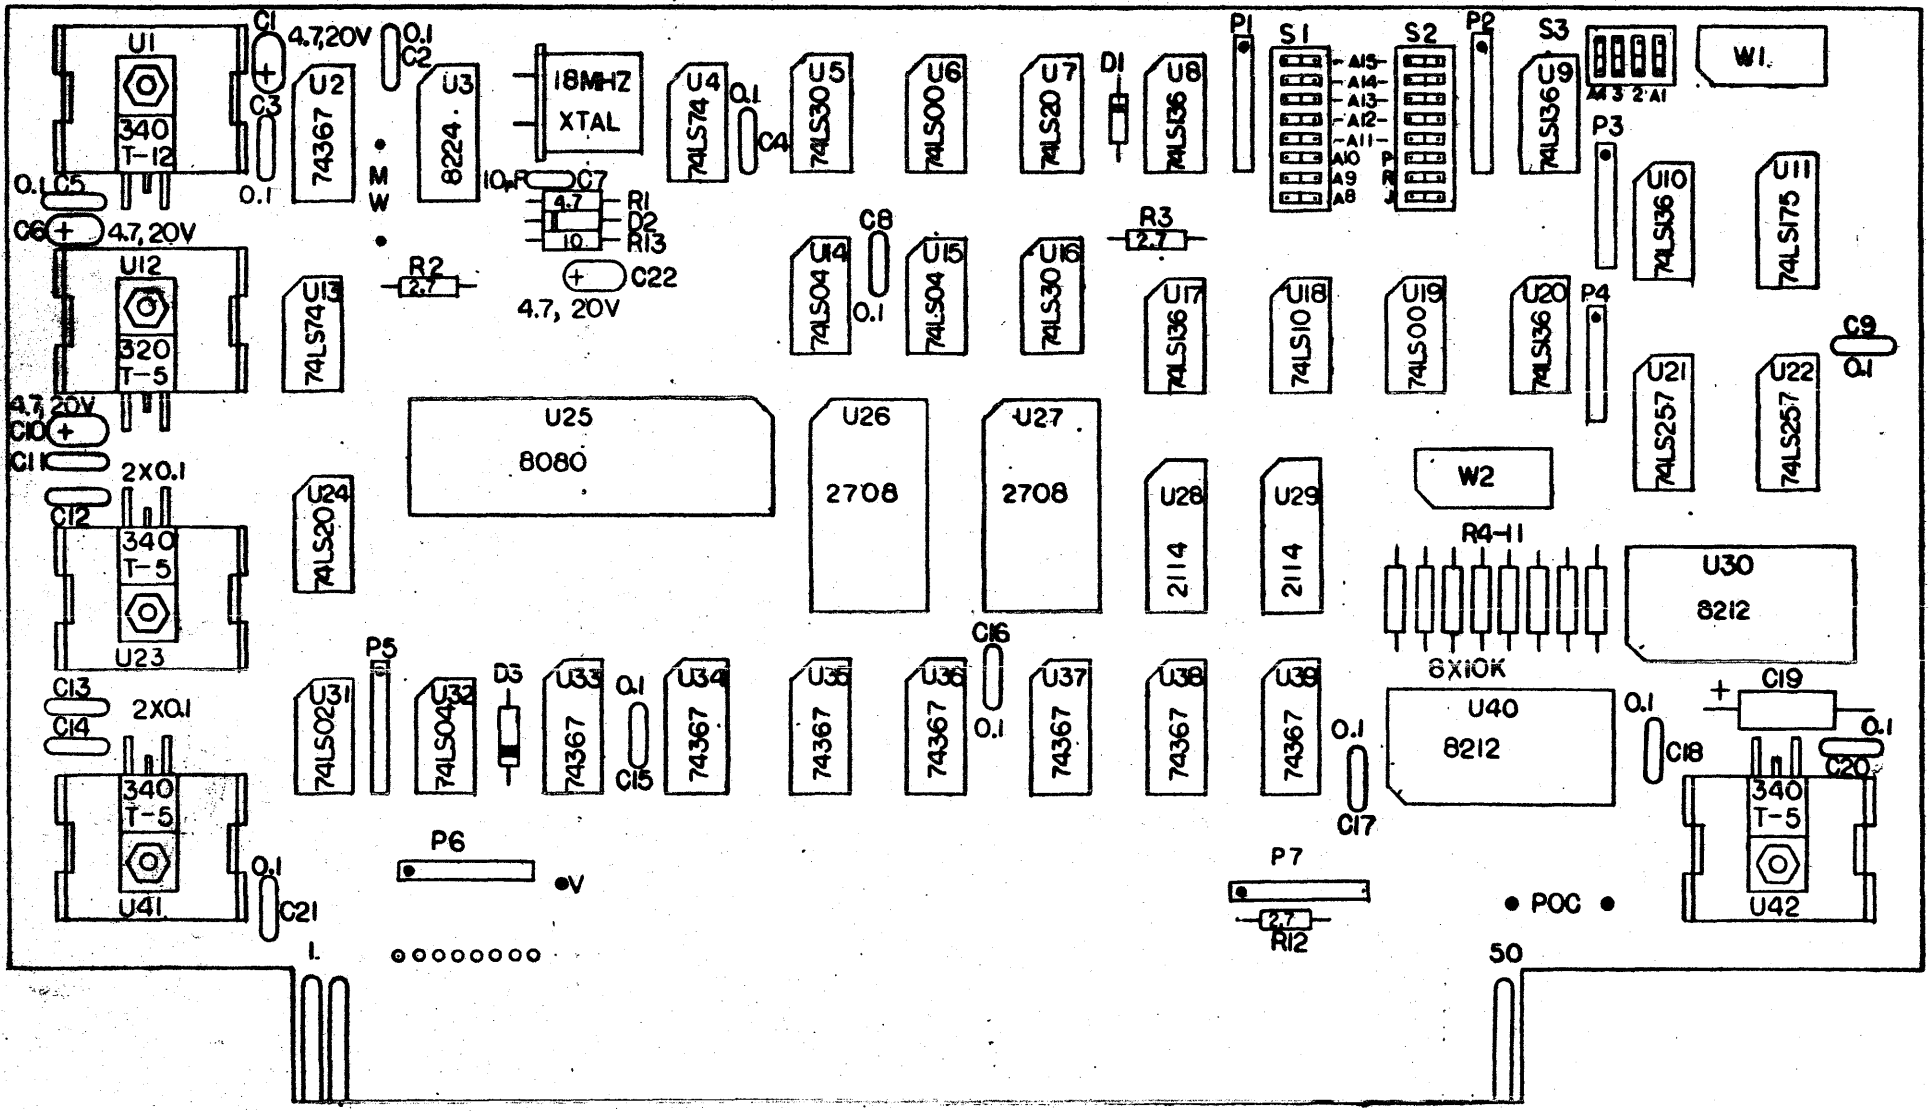 U1
340
T-12
C1
4.7,20V
0.1
C2
C3
0.1
U2
74367
M
W
U3
8224
18MHZ
XTAL
10pF
C7
4.7
R1
D2
10
R13
C22
4.7, 20V
U4
74LS74
0.1
C4
U5
74LS30
U6
74LS00
U7
74LS20
D1
U8
74LS136
P1
S1
-A15-
-A14-
-A13-
-A12-
-A11-
A10 P
A9 R
A8 J
S2
P2
S3
A4 3 2 A1
U9
74LS136
W1
P3
U10
74LS136
U11
74LS175
0.1
C5
C6
4.7, 20V
U12
320
T-5
R2
2.7
U13
74LS74
U14
74LS04
C8
0.1
U15
74LS04
U16
74LS30
R3
2.7
U17
74LS136
U18
74LS10
U19
74LS00
U20
74LS136
P4
C9
0.1
U21
74LS257
U22
74LS257
4.7,20V
C10
C11
2X0.1
C12
340
T-5
U23
U24
74LS20
U25
8080
U26
2708
U27
2708
U28
2114
U29
2114
W2
R4-11
8X10K
U30
8212
C13
2X0.1
C14
340
T-5
U41
U31
74LS02
P5
U32
74LS04
D3
U33
74367
0.1
C15
U34
74367
U35
74367
U36
74367
C16
0.1
U37
74367
U38
74367
U39
74367
0.1
C17
U40
8212
0.1
C18
+
C19
0.1
C20
340
T-5
U42
0.1
C21
P6
V
P7
2.7
R12
POC
1.
50